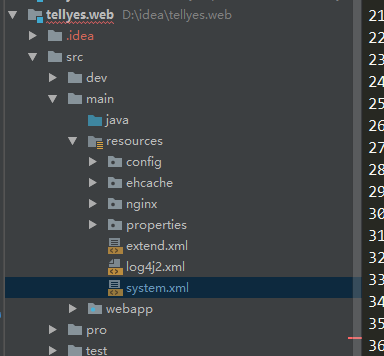 tellyes.web D:\idea\tellyes.web
.idea
src
dev
main
java
resources
config
ehcache
nginx
properties
extend.xml
log4j2.xml
system.xml
webapp
pro
test
21
22
23
24
25
26
27
28
29
30
31
32
33
34
35
36